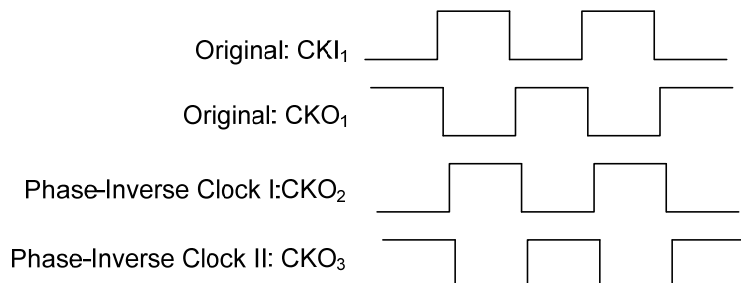 Original: CKI₁
Original: CKO₁
Phase-Inverse Clock I:CKO₂
Phase-Inverse Clock II: CKO₃